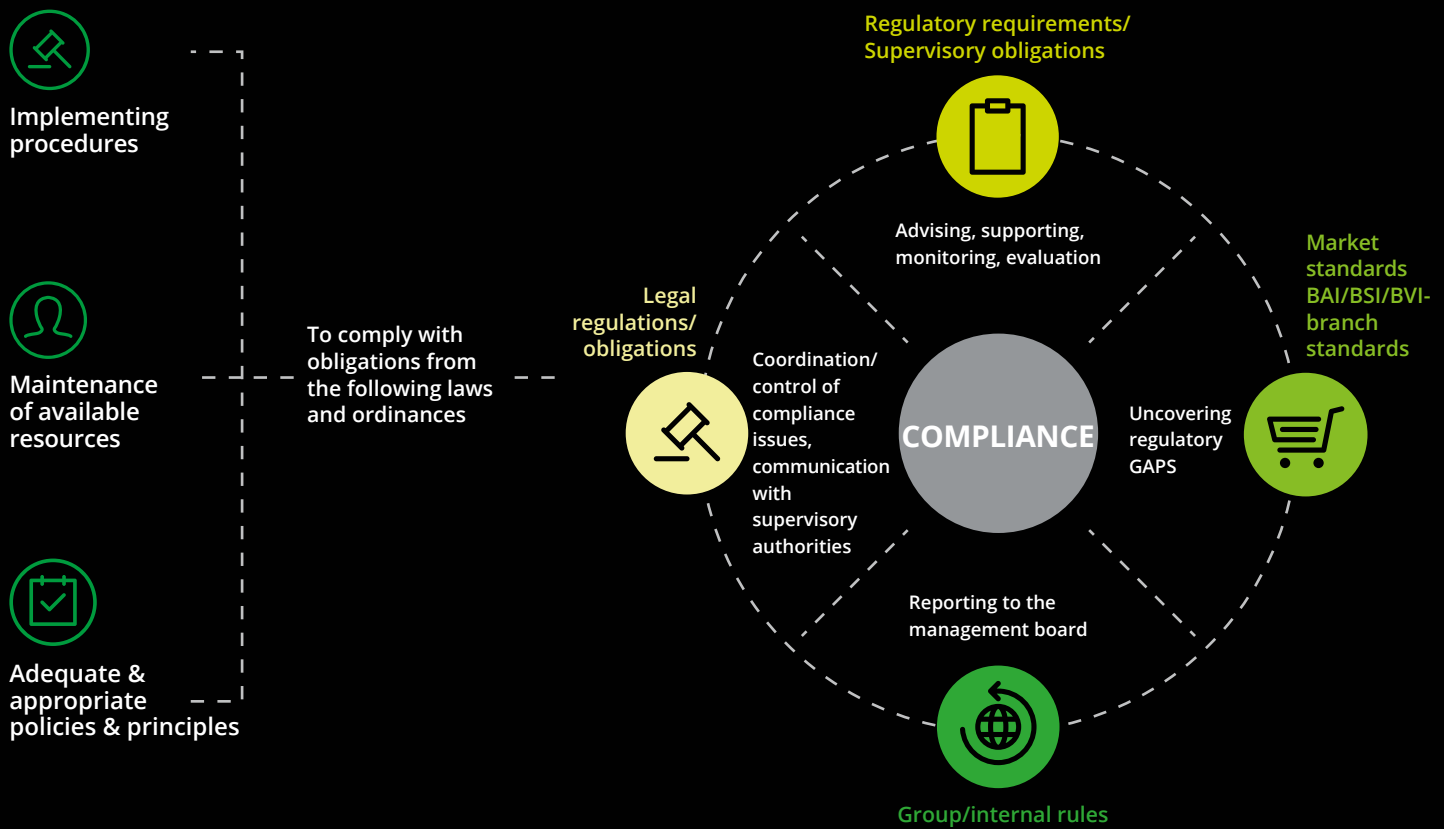 Implementing
procedures
Maintenance
of available
resources
Adequate &
appropriate
policies & principles
To comply with
obligations from
the following laws
and ordinances
Regulatory requirements/
Supervisory obligations
Advising, supporting,
monitoring, evaluation
Legal
regulations/
obligations
Coordination/
control of
compliance
issues,
communication
with
supervisory
authorities
COMPLIANCE
Uncovering
regulatory
GAPS
Market
standards
BAI/BSI/BVI-
branch
standards
Reporting to the
management board
Group/internal rules